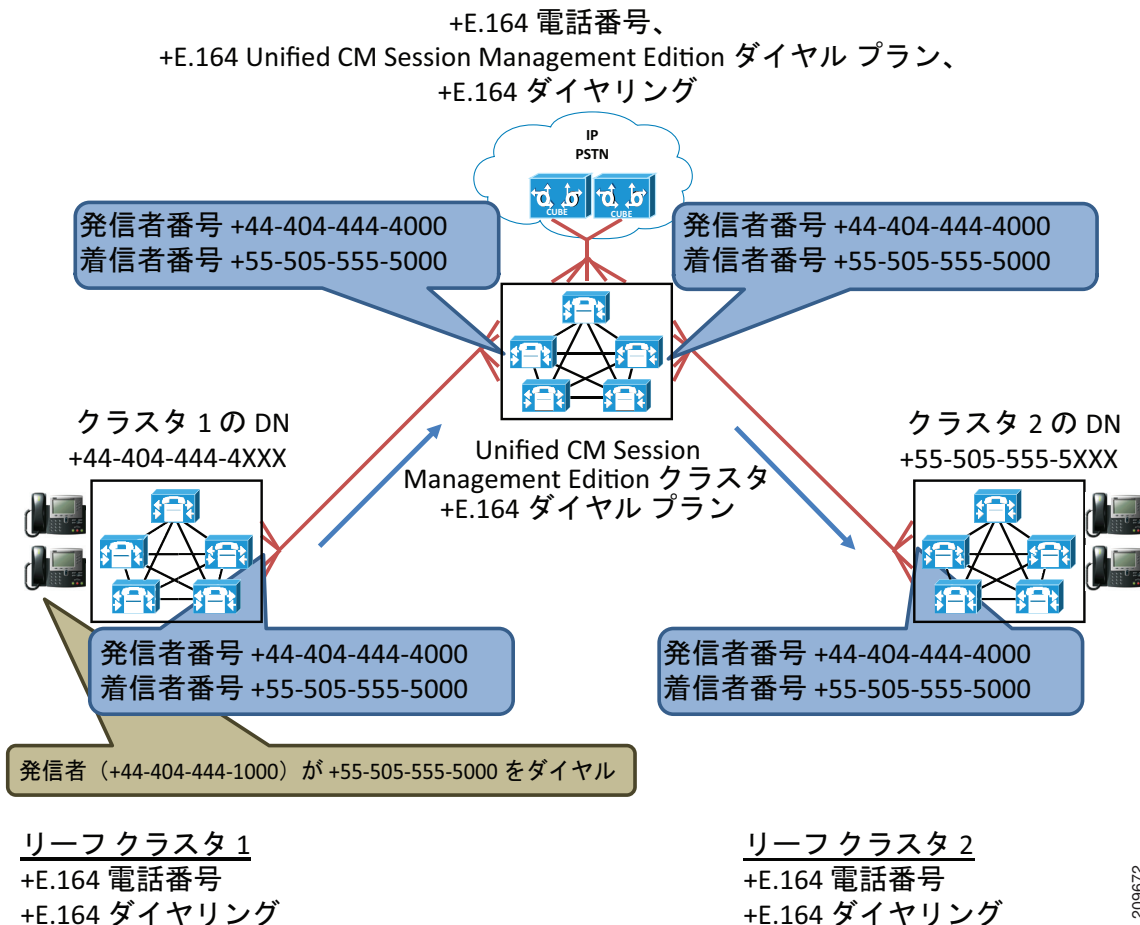 +E.164 電話番号、
+E.164 Unified CM Session Management Edition ダイヤル プラン、
+E.164 ダイヤリング
IP
PSTN
CUBE
CUBE
発信者番号 +44-404-444-4000
着信者番号 +55-505-555-5000
発信者番号 +44-404-444-4000
着信者番号 +55-505-555-5000
クラスタ 1 の DN
+44-404-444-4XXX
Unified CM Session
Management Edition クラスタ
+E.164 ダイヤル プラン
クラスタ 2 の DN
+55-505-555-5XXX
発信者番号 +44-404-444-4000
着信者番号 +55-505-555-5000
発信者番号 +44-404-444-4000
着信者番号 +55-505-555-5000
発信者（+44-404-444-1000）が +55-505-555-5000 をダイヤル
リーフ クラスタ 1
+E.164 電話番号
+E.164 ダイヤリング
リーフ クラスタ 2
+E.164 電話番号
+E.164 ダイヤリング
209672